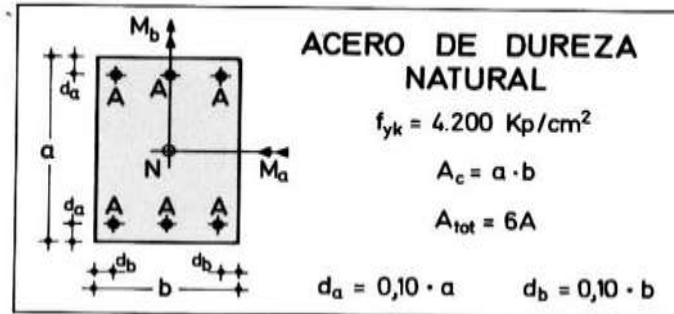 ACERO DE DUREZA
NATURAL
f_yk = 4.200 Kp/cm²
A_c = a · b
A_tot = 6A
d_a = 0,10 · a d_b = 0,10 · b
M_b
d_a
A A A
a
N
M_a
A A A
d_a
d_b d_b
b